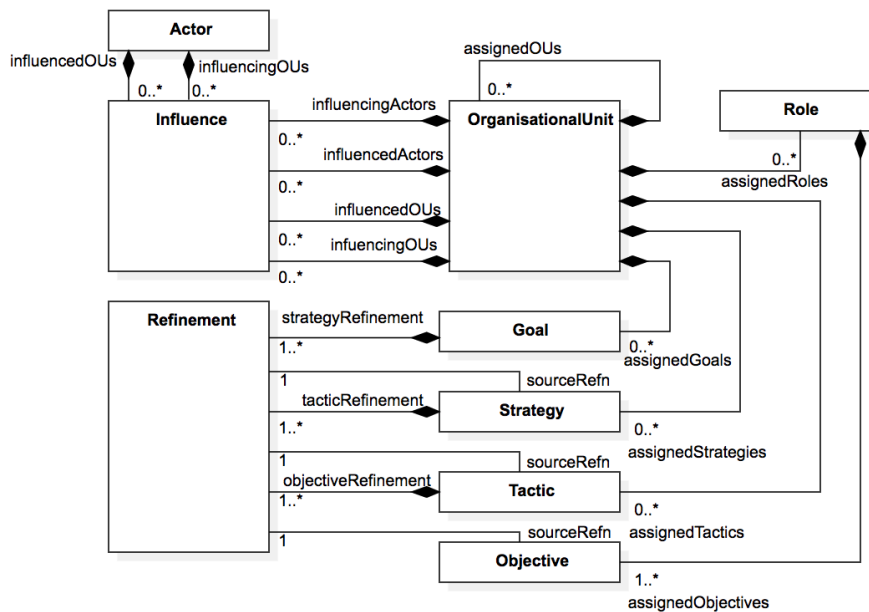 Actor
influencedOUs
influencingOUs
0..*
0..*
Influence
influencingActors
0..*
influencedActors
0..*
influencedOUs
0..*
infuencingOUs
0..*
assignedOUs
0..*
OrganisationalUnit
Role
0..*
assignedRoles
Refinement
strategyRefinement
1..*
Goal
0..*
assignedGoals
1
sourceRefn
tacticRefinement
1..*
Strategy
0..*
assignedStrategies
1
sourceRefn
objectiveRefinement
1..*
Tactic
0..*
assignedTactics
1
sourceRefn
Objective
1..*
assignedObjectives